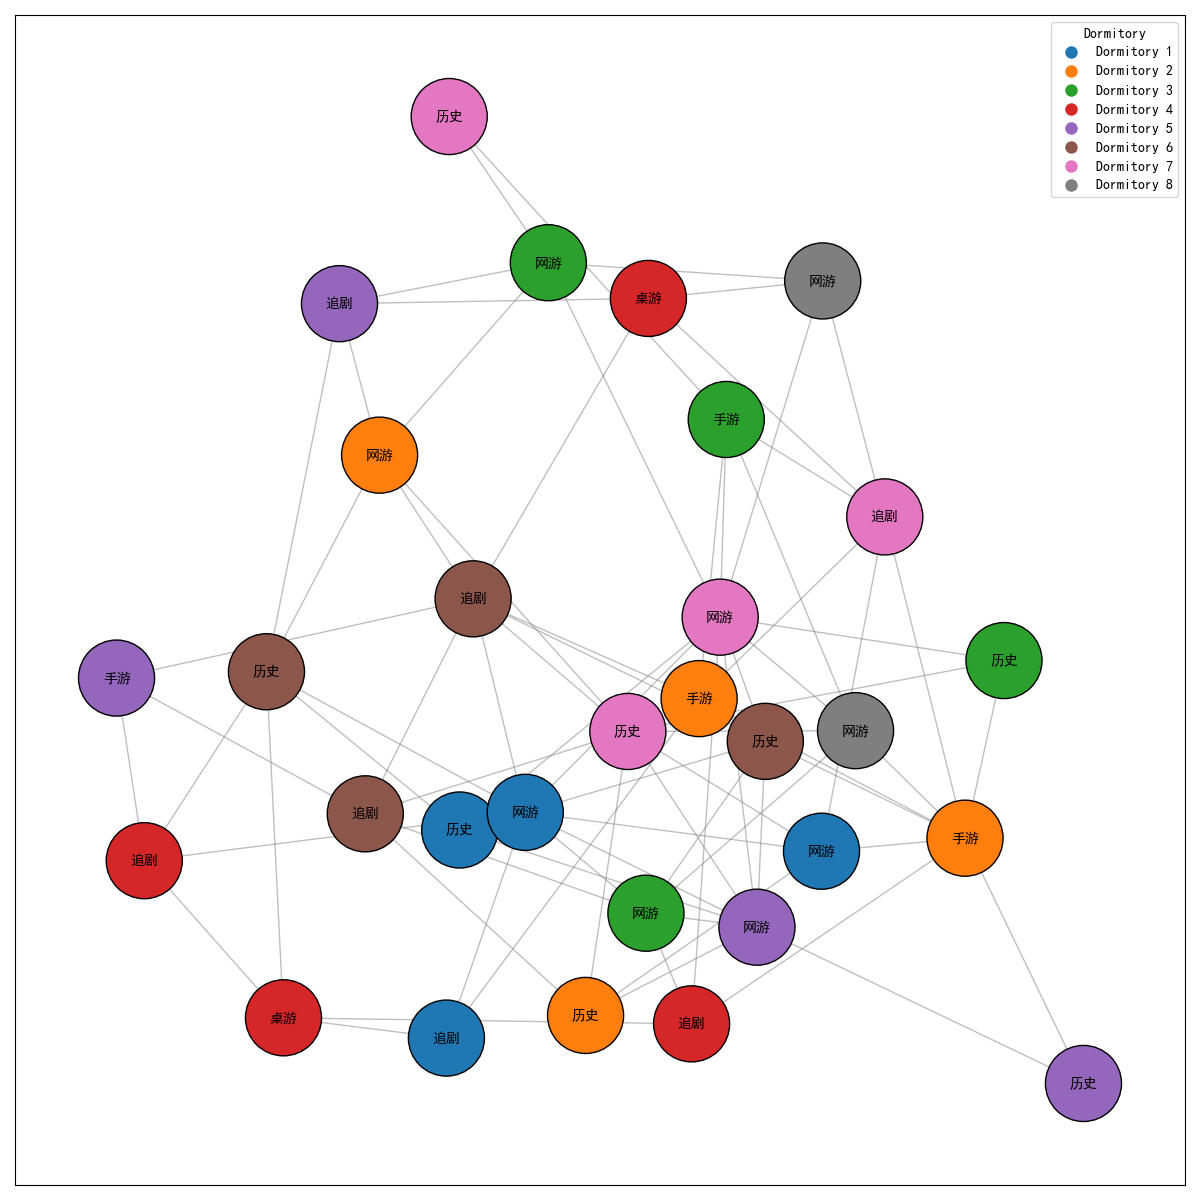 Dormitory
Dormitory 1
Dormitory 2
Dormitory 3
Dormitory 4
Dormitory 5
Dormitory 6
Dormitory 7
Dormitory 8
历史
网游
网游
桌游
追剧
手游
网游
追剧
追剧
网游
历史
历史
手游
手游
历史
网游
历史
追剧
网游
历史
手游
网游
追剧
网游
网游
历史
桌游
追剧
追剧
历史